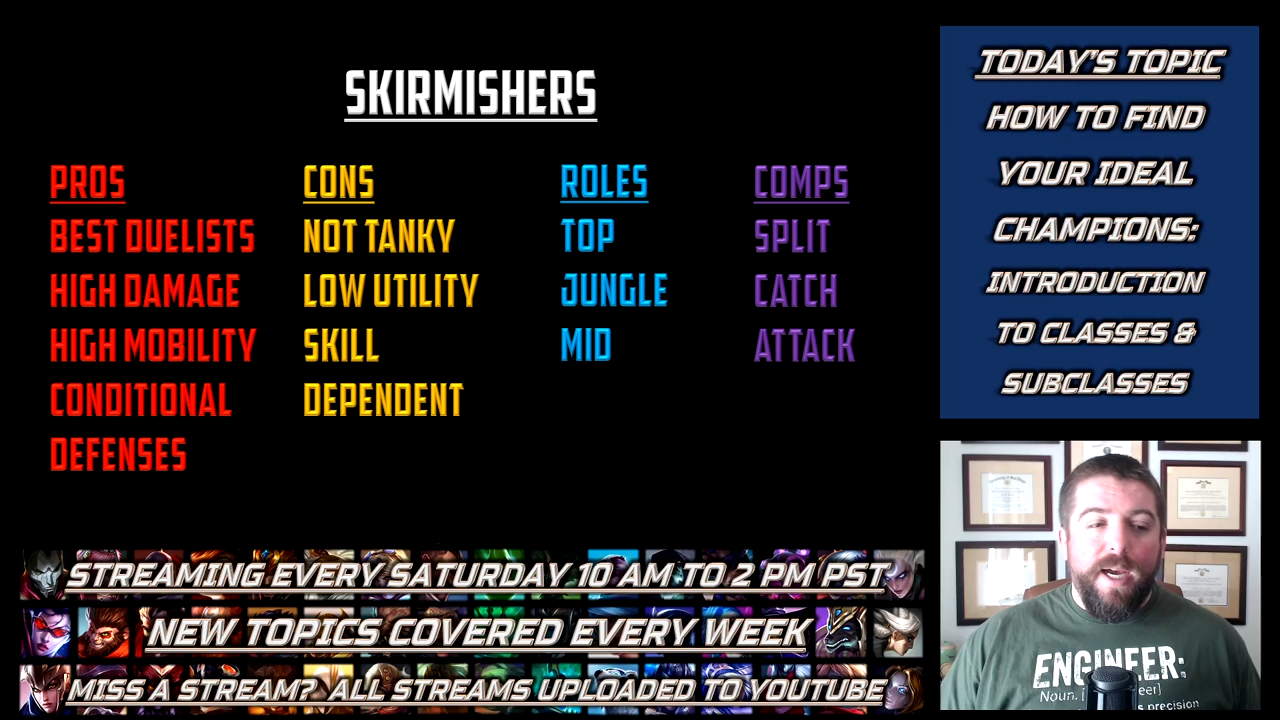 SKIRMISHERS
PROS
BEST DUELISTS
HIGH DAMAGE
HIGH MOBILITY
CONDITIONAL
DEFENSES
CONS
NOT TANKY
LOW UTILITY
SKILL
DEPENDENT
ROLES
TOP
JUNGLE
MID
COMPS
SPLIT
CATCH
ATTACK
TODAY'S TOPIC
HOW TO FIND
YOUR IDEAL
CHAMPIONS:
INTRODUCTION
TO CLASSES &
SUBCLASSES
STREAMING EVERY SATURDAY 10 AM TO 2 PM PST
NEW TOPICS COVERED EVERY WEEK
MISS A STREAM? ALL STREAMS UPLOADED TO YOUTUBE
ENGINEER:
Noun.
precision